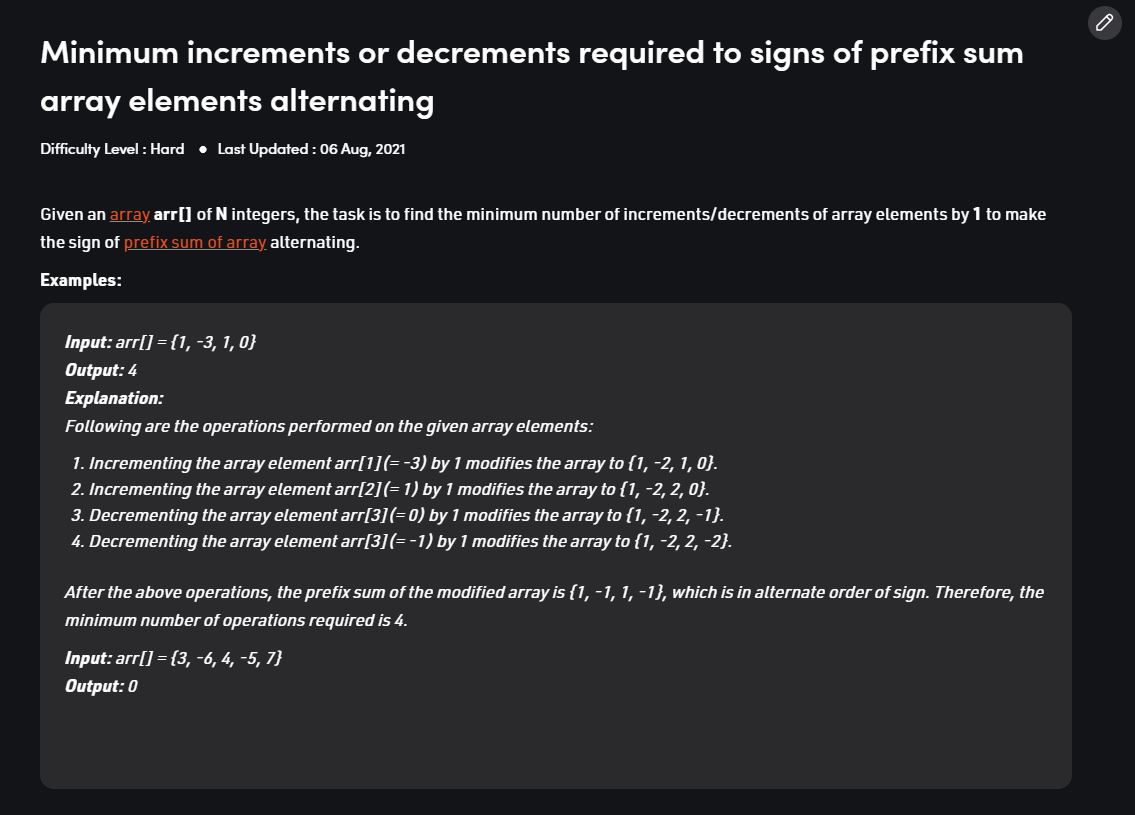 Minimum increments or decrements required to signs of prefix sum
array elements alternating
Difficulty Level : Hard ● Last Updated : 06 Aug, 2021
Given an array arr[] of N integers, the task is to find the minimum number of increments/decrements of array elements by 1 to make
the sign of prefix sum of array alternating.
Examples:
Input: arr[] = {1, -3, 1, 0}
Output: 4
Explanation:
Following are the operations performed on the given array elements:
1. Incrementing the array element arr[1](= -3) by 1 modifies the array to {1, -2, 1, 0}.
2. Incrementing the array element arr[2](= 1) by 1 modifies the array to {1, -2, 2, 0}.
3. Decrementing the array element arr[3](= 0) by 1 modifies the array to {1, -2, 2, -1}.
4. Decrementing the array element arr[3](= -1) by 1 modifies the array to {1, -2, 2, -2}.
After the above operations, the prefix sum of the modified array is {1, -1, 1, -1}, which is in alternate order of sign. Therefore, the
minimum number of operations required is 4.
Input: arr[] = {3, -6, 4, -5, 7}
Output: 0